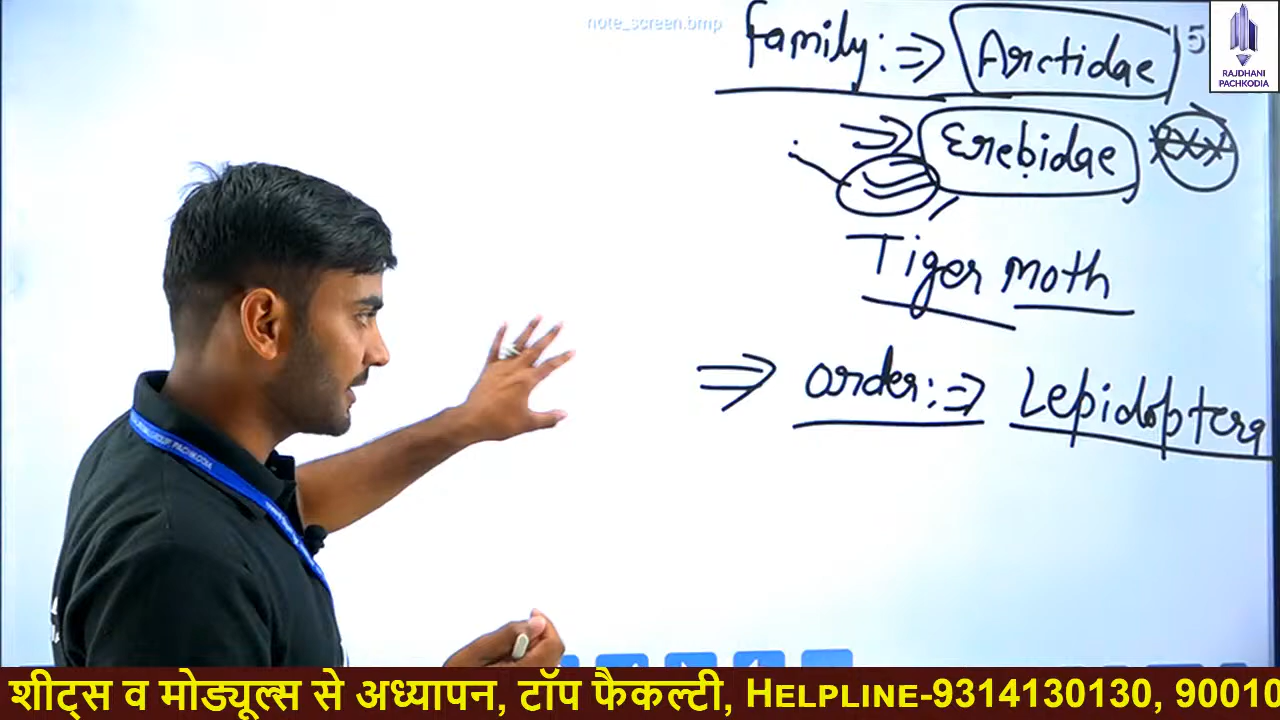 note_screen.bmp
Family:⇒ Arctidae
⇒ Erebidae
Tiger moth
⇒ order:⇒ Lepidoptera
RAJDHANI
PACHKODIA
शीट्स व मोड्यूल्स से अध्यापन, टॉप फैकल्टी, HELPLINE-9314130130, 90010